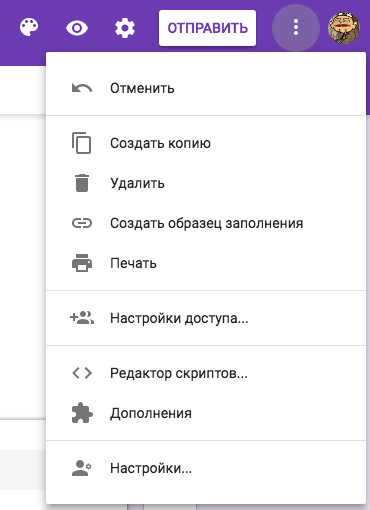 ОТПРАВИТЬ
Отменить
Создать копию
Удалить
Создать образец заполнения
Печать
Настройки доступа...
Редактор скриптов...
Дополнения
Настройки...